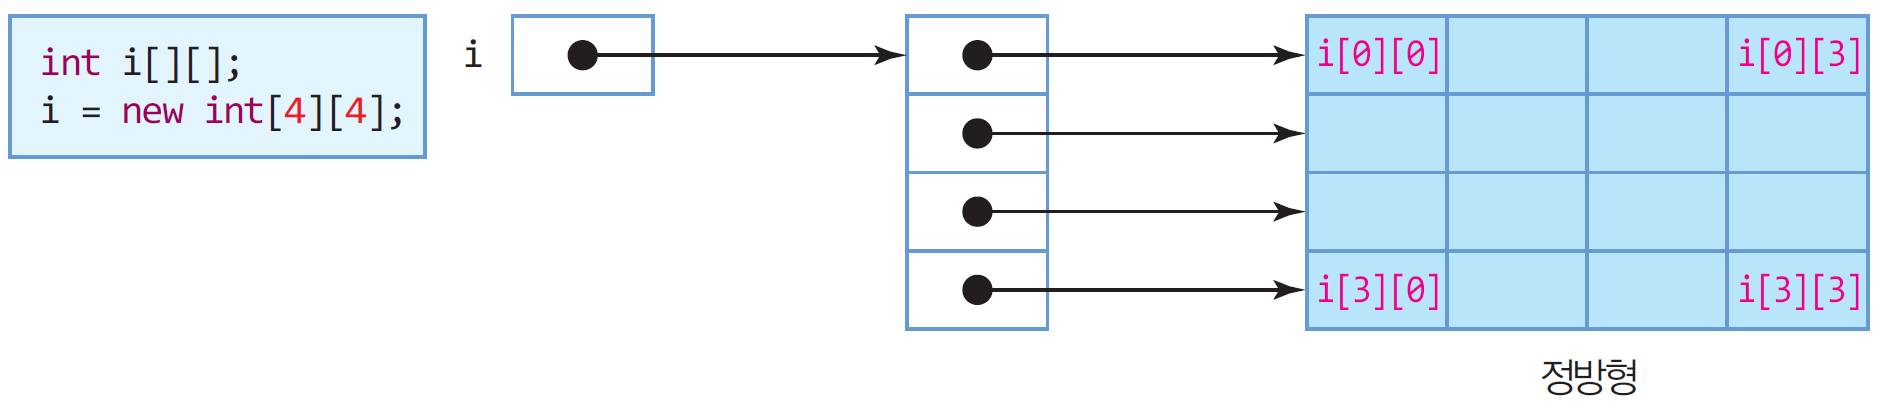 int i[][];
i = new int[4][4];
i
i[0][0] i[0][3]
i[3][0] i[3][3]
정방형